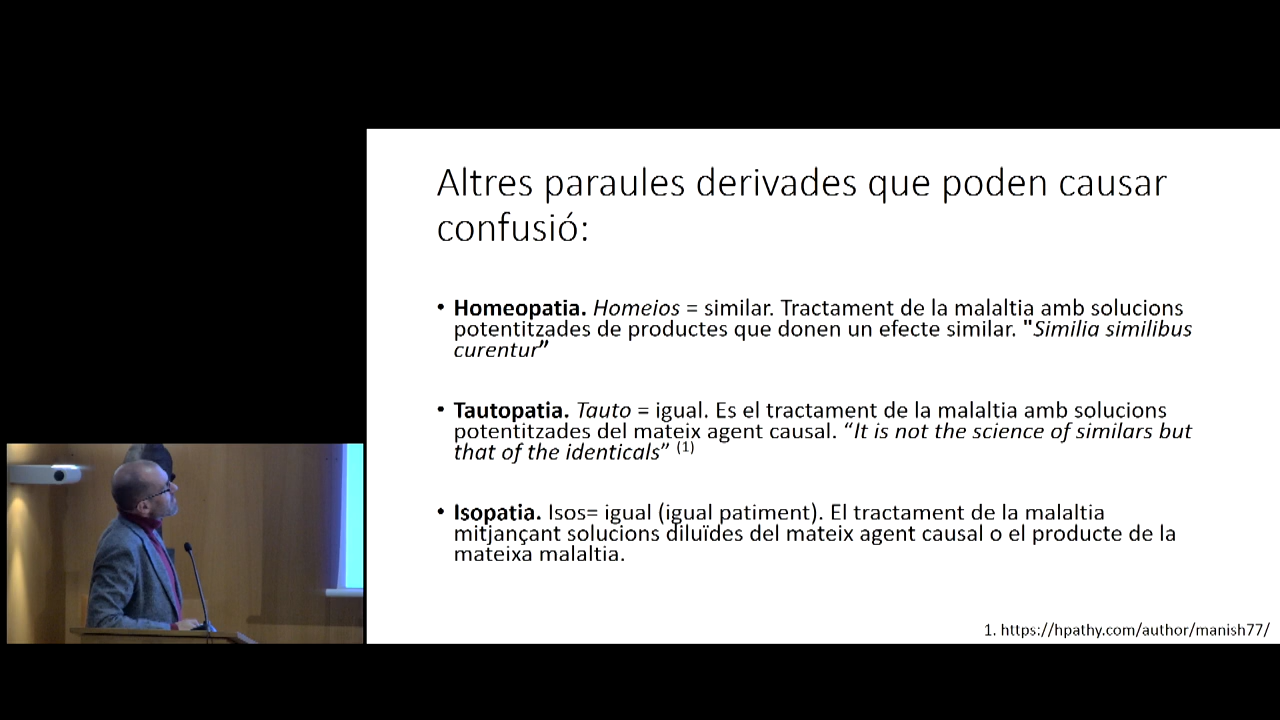 Altres paraules derivades que poden causar
confusió:
• Homeopatia. Homeios = similar. Tractament de la malaltia amb solucions
potentitzades de productes que donen un efecte similar. "Similia similibus
curentur”
• Tautopatia. Tauto = igual. Es el tractament de la malaltia amb solucions
potentitzades del mateix agent causal. “It is not the science of similars but
that of the identicals” (1)
• Isopatia. Isos= igual (igual patiment). El tractament de la malaltia
mitjançant solucions diluïdes del mateix agent causal o el producte de la
mateixa malaltia.
1. https://hpathy.com/author/manish77/